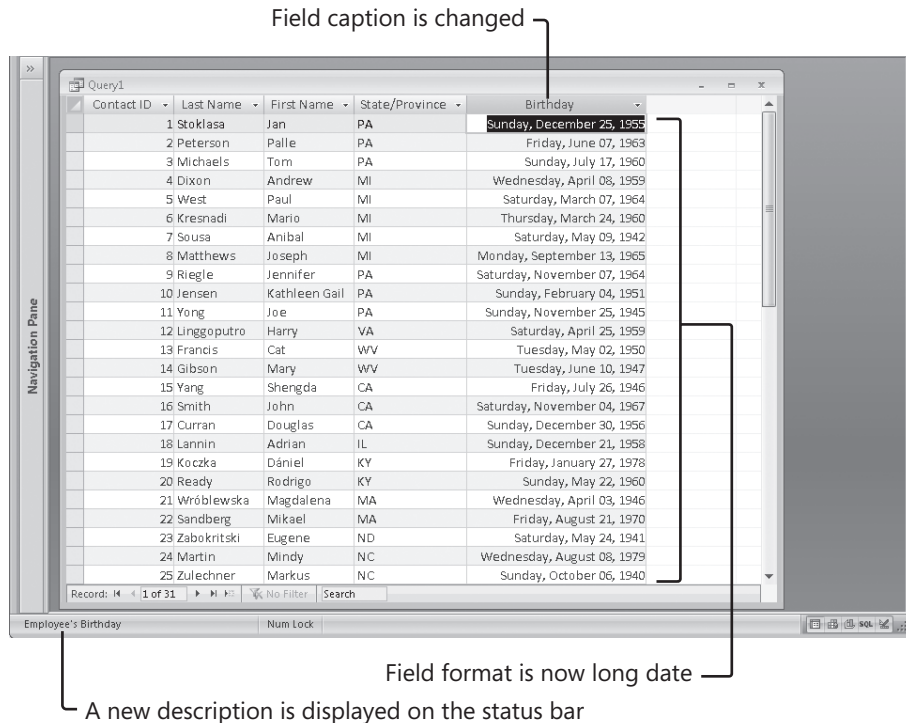 Field caption is changed
»
Query1
Contact ID Last Name First Name State/Province Birthday
1 Stoklasa Jan PA Sunday, December 25, 1955
2 Peterson Palle PA Friday, June 07, 1963
3 Michaels Tom PA Sunday, July 17, 1960
4 Dixon Andrew MI Wednesday, April 08, 1959
5 West Paul MI Saturday, March 07, 1964
6 Kresnadi Mario MI Thursday, March 24, 1960
7 Sousa Anibal MI Saturday, May 09, 1942
8 Matthews Joseph MI Monday, September 13, 1965
9 Riegle Jennifer PA Saturday, November 07, 1964
10 Jensen Kathleen Gail PA Sunday, February 04, 1951
11 Yong Joe PA Sunday, November 25, 1945
12 Linggoputro Harry VA Saturday, April 25, 1959
13 Francis Cat WV Tuesday, May 02, 1950
14 Gibson Mary WV Tuesday, June 10, 1947
15 Yang Shengda CA Friday, July 26, 1946
16 Smith John CA Saturday, November 04, 1967
17 Curran Douglas CA Sunday, December 30, 1956
18 Lannin Adrian IL Sunday, December 21, 1958
19 Koczka Dániel KY Friday, January 27, 1978
20 Ready Rodrigo KY Sunday, May 22, 1960
21 Wróblewska Magdalena MA Wednesday, April 03, 1946
22 Sandberg Mikael MA Friday, August 21, 1970
23 Zabokritski Eugene ND Saturday, May 24, 1941
24 Martin Mindy NC Wednesday, August 08, 1979
25 Zulechner Markus NC Sunday, October 06, 1940
Navigation Pane
Record: 1 of 31 No Filter Search
Employee's Birthday Num Lock SQL
Field format is now long date
A new description is displayed on the status bar